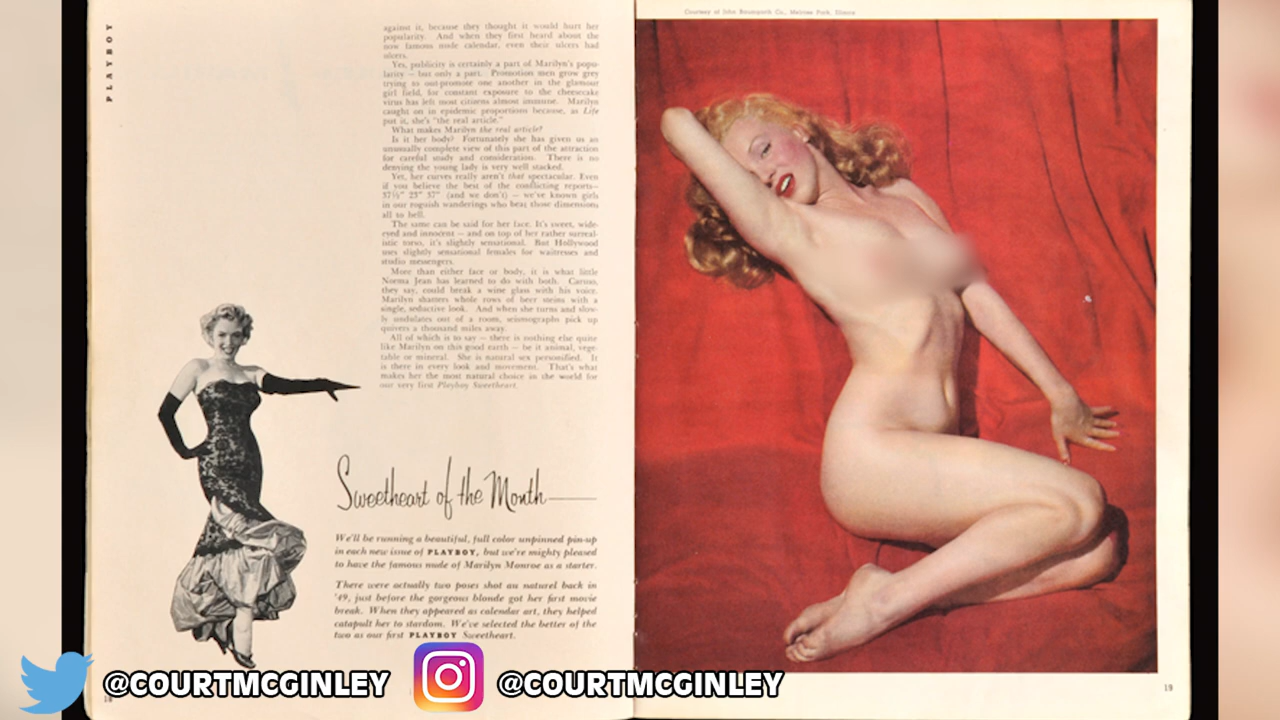 PLAYBOY
against it, because they thought it would hurt her
popularity. And when they first heard about the
now famous nude calendar, even their ulcers had
ulcers.
Yes, publicity is certainly a part of Marilyn's popu-
larity — but only a part. Promotion men grow grey
trying to out-promote one another in the glamour
girl field, for constant exposure to the cheesecake
virus has left most citizens almost immune. Marilyn
caught on in epidemic proportions because, as Life
put it, she's "the real article."
What makes Marilyn the real article?
Is it her body? Fortunately she has given us an
unusually complete view of this part of the attraction
for careful study and consideration. There is no
denying the young lady is very well stacked.
Yet, her curves really aren't that spectacular. Even
if you believe the best of the conflicting reports—
37½" 23" 37" (and we don't) — we've known girls
in our roguish wanderings who beat those dimensions
all to hell.
The same can be said for her face. It's sweet, wide-
eyed and innocent — and on top of her rather surreal-
istic torso, it's slightly sensational. But Hollywood
uses slightly sensational females for waitresses and
studio messengers.
More than either face or body, it is what little
Norma Jean has learned to do with both. Caruso,
they say, could break a wine glass with his voice.
Marilyn shatters whole rows of beer steins with a
single, seductive look. And when she turns and slow-
ly undulates out of a room, seismographs pick up
quivers a thousand miles away.
All of which is to say — there is nothing else quite
like Marilyn on this good earth — be it animal, vege-
table or mineral. She is natural sex personified. It
is there in every look and movement. That's what
makes her the most natural choice in the world for
our very first Playboy Sweetheart.
Sweetheart of the Month
We'll be running a beautiful, full color unpinned pin-up
in each new issue of PLAYBOY, but we're mighty pleased
to have the famous nude of Marilyn Monroe as a starter.
There were actually two poses shot au naturel back in
'49, just before the gorgeous blonde got her first movie
break. When they appeared as calendar art, they helped
catapult her to stardom. We've selected the better of the
two as our first PLAYBOY Sweetheart.
Courtesy of John Baumgarth Co., Melrose Park, Illinois
19
@COURTMCGINLEY @COURTMCGINLEY